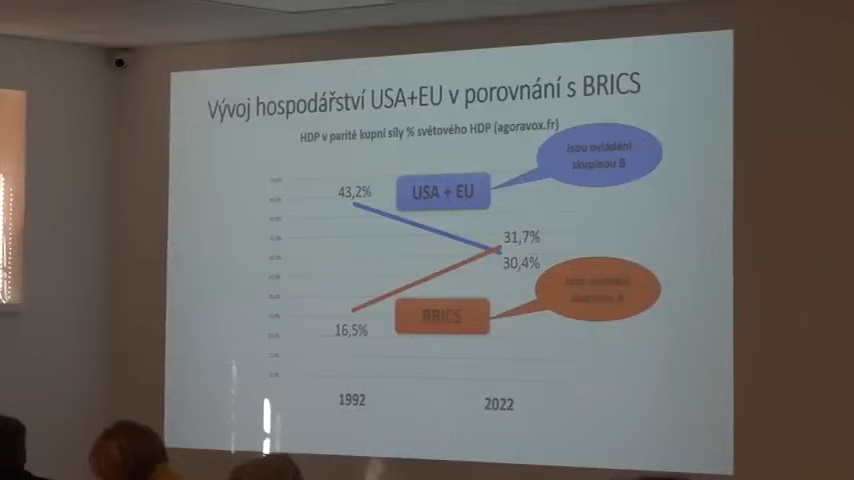 Vývoj hospodářství USA+EU v porovnání s BRICS
HDP v paritě kupní síly % světového HDP (agoravox.fr)
Jsou ovládání
skupinou B
43,2%
USA + EU
31,7%
30,4%
BRICS
16,5%
1992
2022